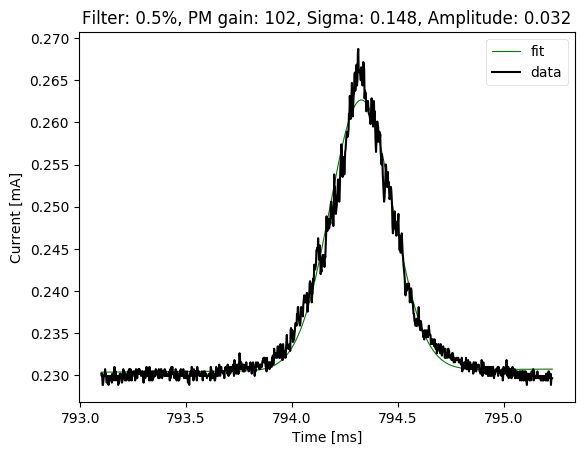 Filter: 0.5%, PM gain: 102, Sigma: 0.148, Amplitude: 0.032
fit
data
0.270
0.265
0.260
0.255
0.250
0.245
0.240
0.235
0.230
Current [mA]
793.0 793.5 794.0 794.5 795.0
Time [ms]